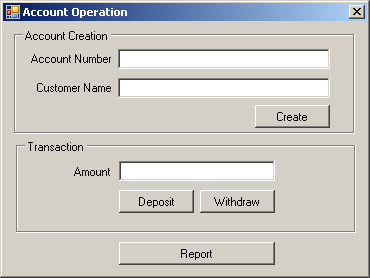 Account Operation
Account Creation
Account Number
Customer Name
Create
Transaction
Amount
Deposit Withdraw
Report